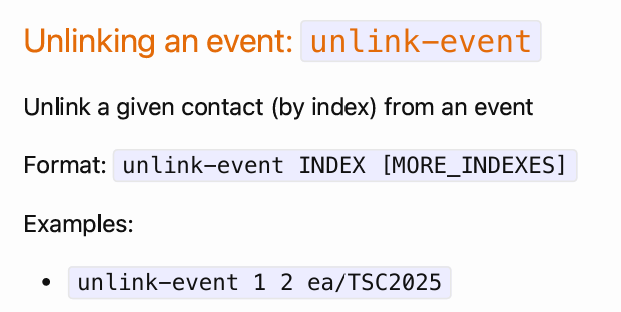 Unlinking an event: unlink-event
Unlink a given contact (by index) from an event
Format: unlink-event INDEX [MORE_INDEXES]
Examples:
• unlink-event 1 2 ea/TSC2025